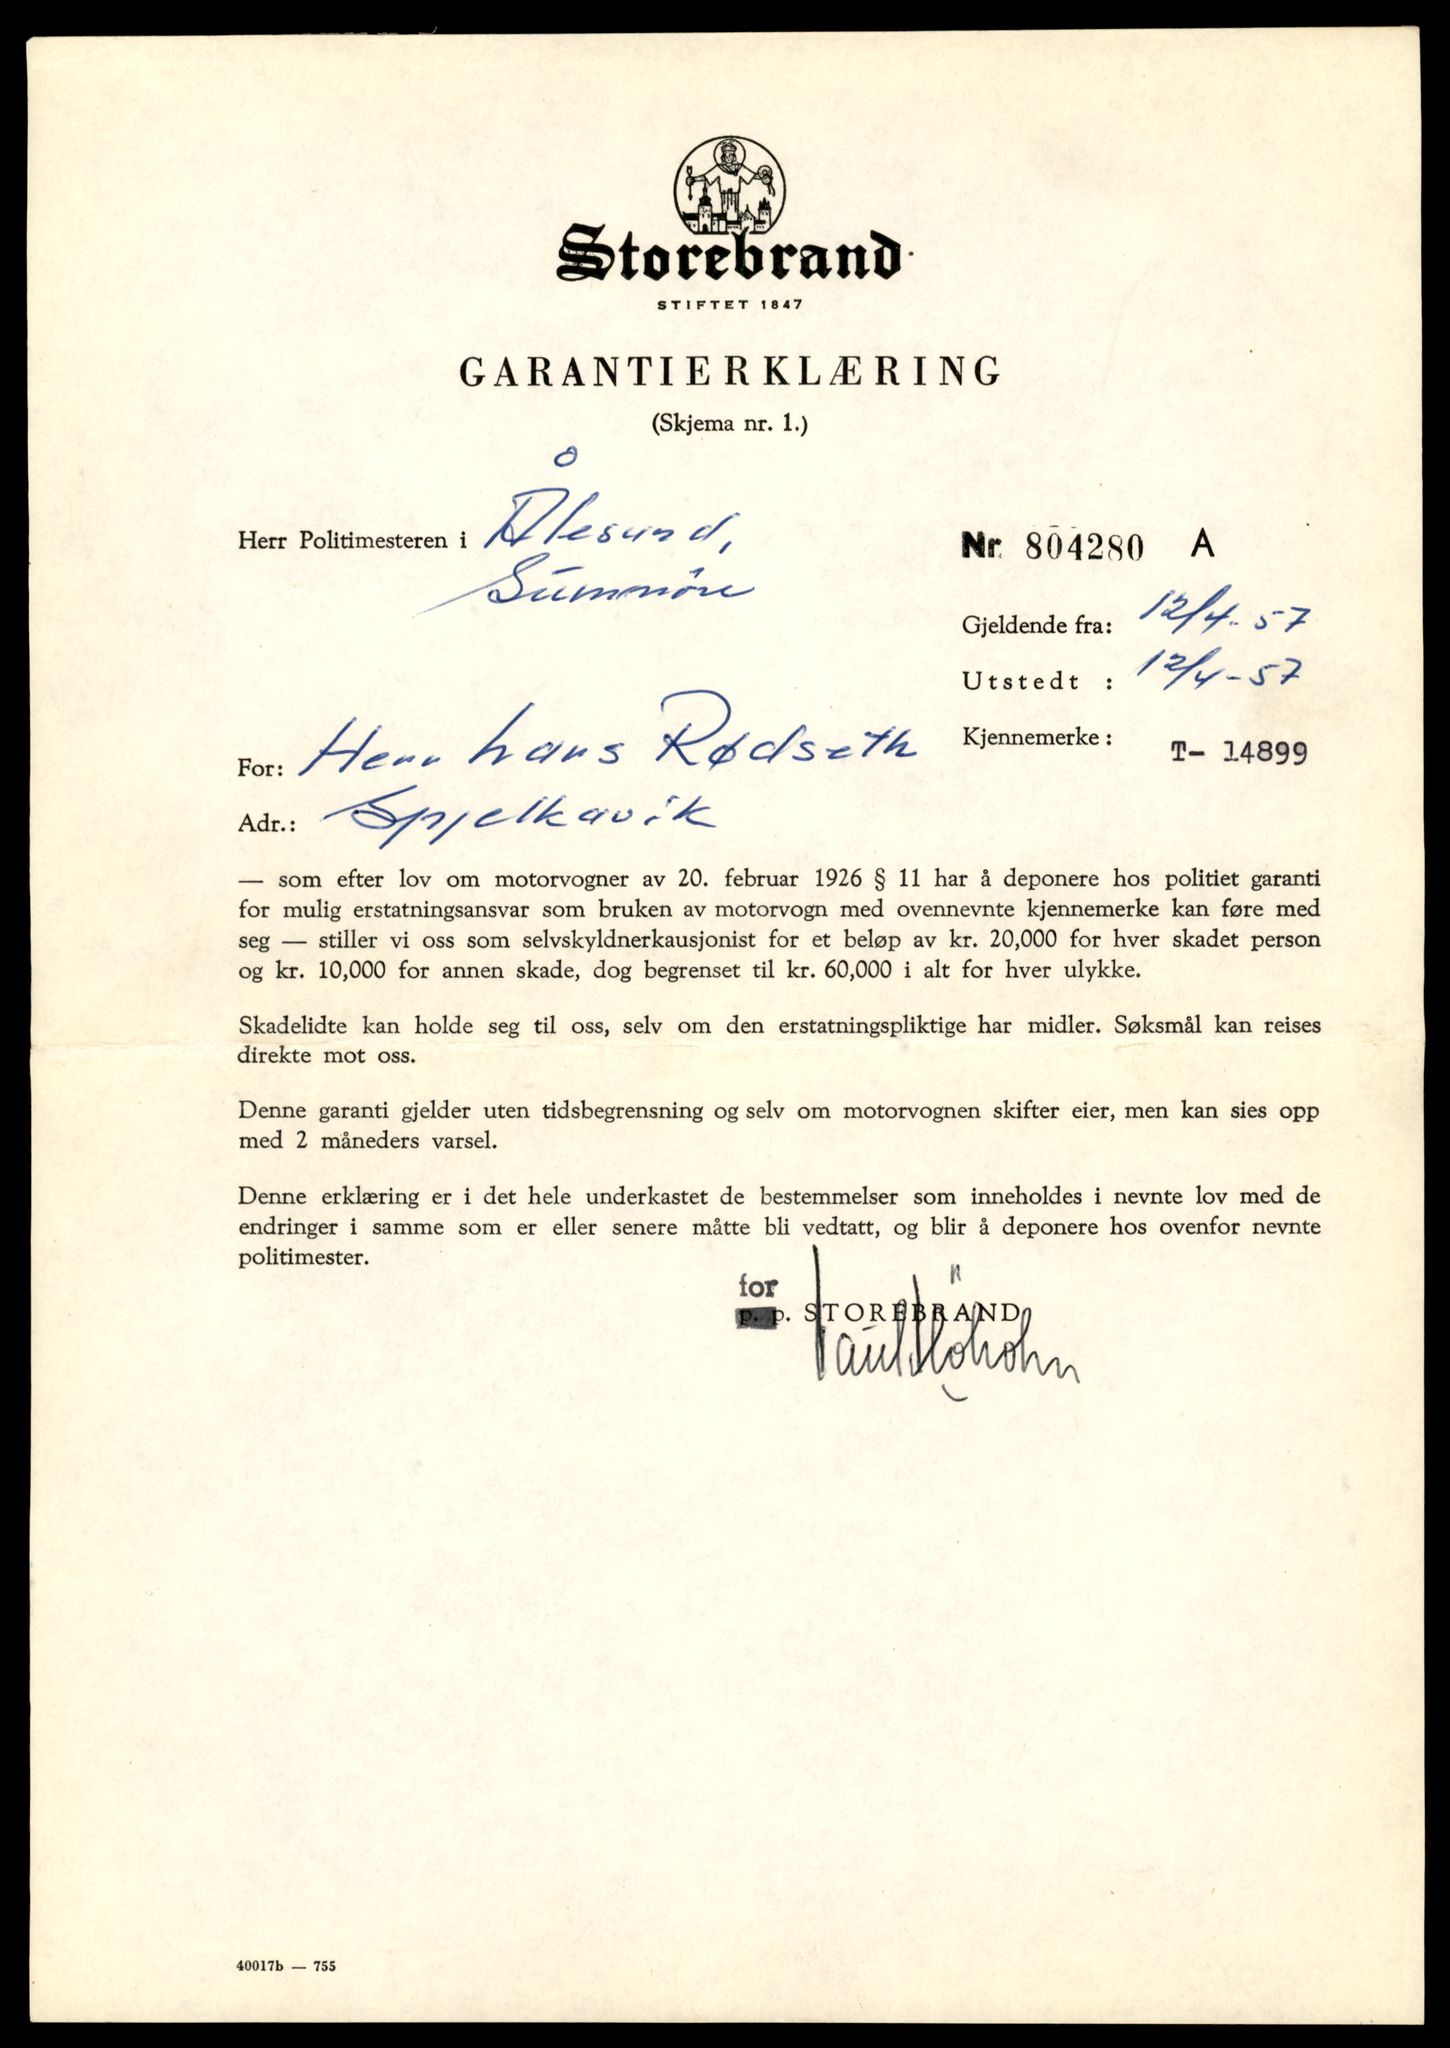 Storebrand
STIFTET 1847
GARANTIERKLÆRING
(Skjema nr. 1.)
Herr Politimesteren i Ålesund,
Sunnmöre
Nr. 804280 A
Gjeldende fra: 12/4-57
Utstedt : 12/4-57
Kjennemerke: T- 14899
For: Herr Lars Rødseth
Adr.: Spjelkavik
— som efter lov om motorvogner av 20. februar 1926 § 11 har å deponere hos politiet garanti
for mulig erstatningsansvar som bruken av motorvogn med ovennevnte kjennemerke kan føre med
seg — stiller vi oss som selvskyldnerkausjonist for et beløp av kr. 20,000 for hver skadet person
og kr. 10,000 for annen skade, dog begrenset til kr. 60,000 i alt for hver ulykke.
Skadelidte kan holde seg til oss, selv om den erstatningspliktige har midler. Søksmål kan reises
direkte mot oss.
Denne garanti gjelder uten tidsbegrensning og selv om motorvognen skifter eier, men kan sies opp
med 2 måneders varsel.
Denne erklæring er i det hele underkastet de bestemmelser som inneholdes i nevnte lov med de
endringer i samme som er eller senere måtte bli vedtatt, og blir å deponere hos ovenfor nevnte
politimester.
for
p. p. STOREBRAND
40017b — 755